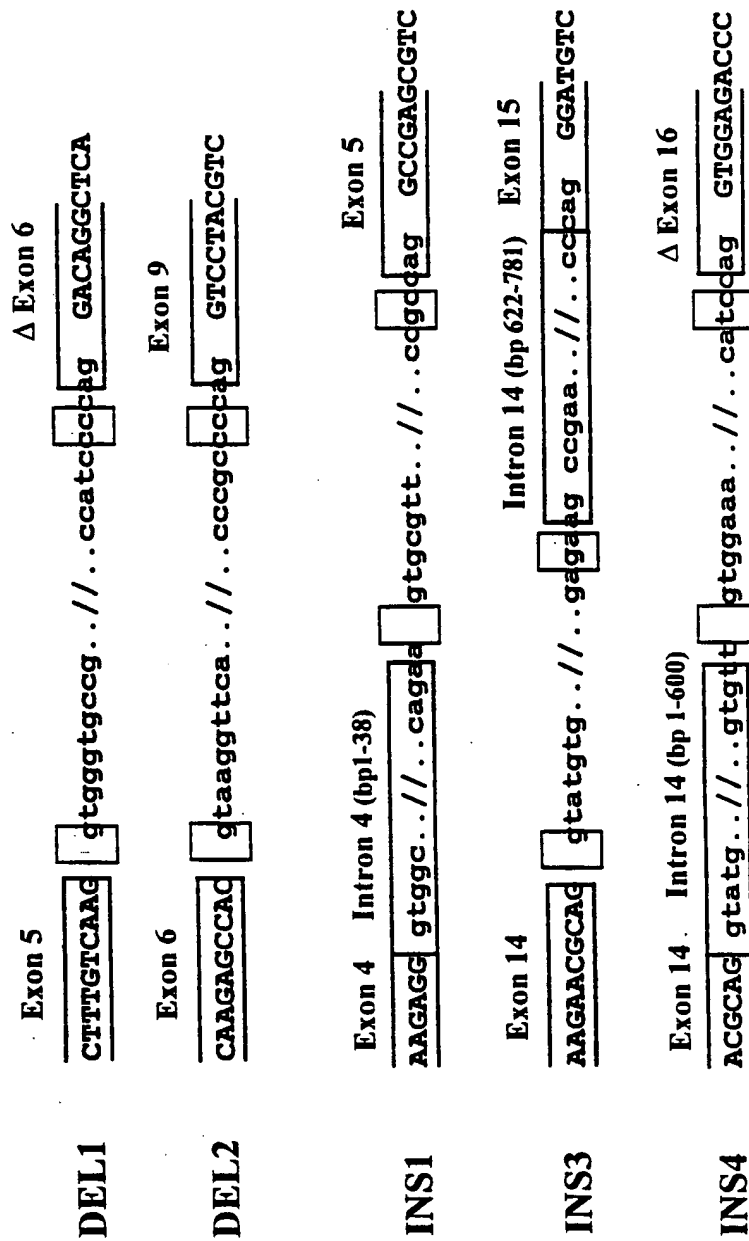 Exon 5 Δ Exon 6
DEL1 CTTTGTCAAG gtgggtgccg..//..ccatccccag GACAGGCTCA
Exon 6 Exon 9
DEL2 CAAGAGCCAC gtaaggttca..//..cccgccccag GTCCTACGTC
Exon 4 Intron 4 (bp1-38) Exon 5
INS1 AAGAGG gtggc..//..cagaa gtgcgtt..//..ccgccag GCCGAGCGTC
Exon 14 Intron 14 (bp 622-781) Exon 15
INS3 AAGAACGCAG gtatgtg..//..gagaag ccgaa..//..cccag GGATGTC
Exon 14 Intron 14 (bp 1-600) Δ Exon 16
INS4 ACGCAG gtatg..//..gtgtt gtggaaa..//..catccag GTGGAGACCC